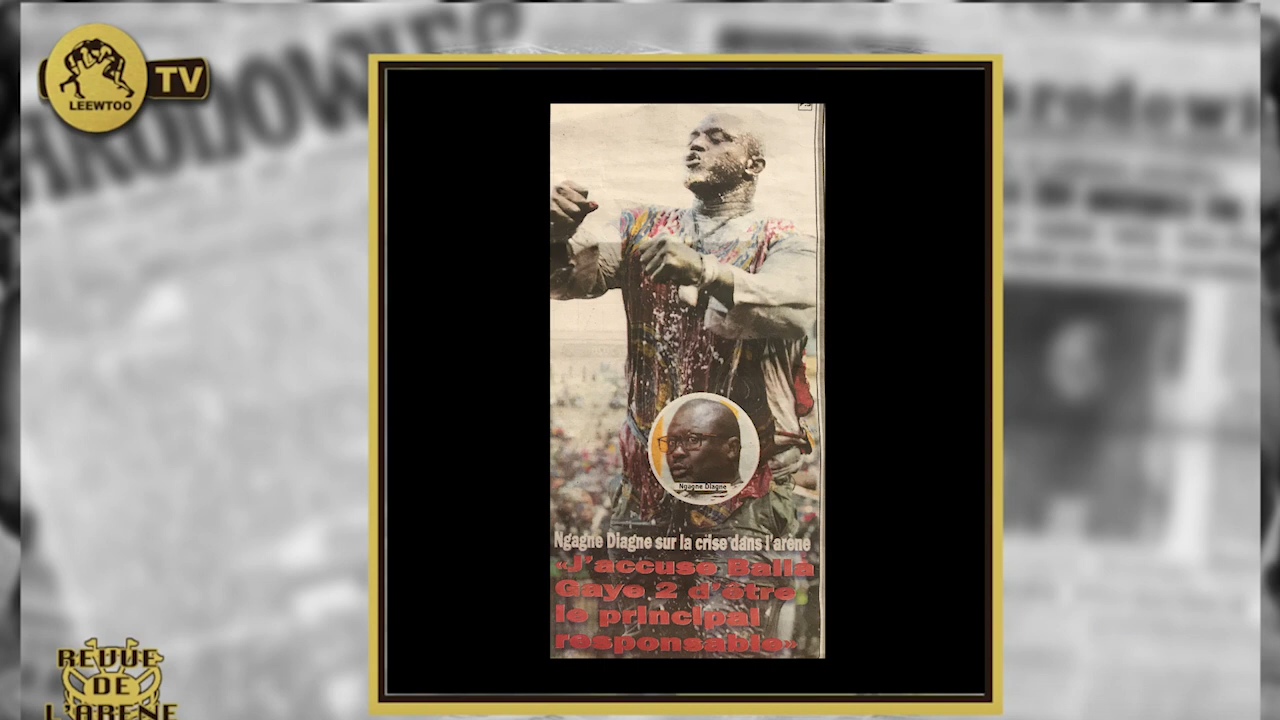 LEEWTOO
TV
Ngagne Diagne
Ngagne Diagne sur la crise dans l'arène
«J'accuse Balla
Gaye 2 d'être
le principal
responsable»
REVUE
DE
L'ARÈNE